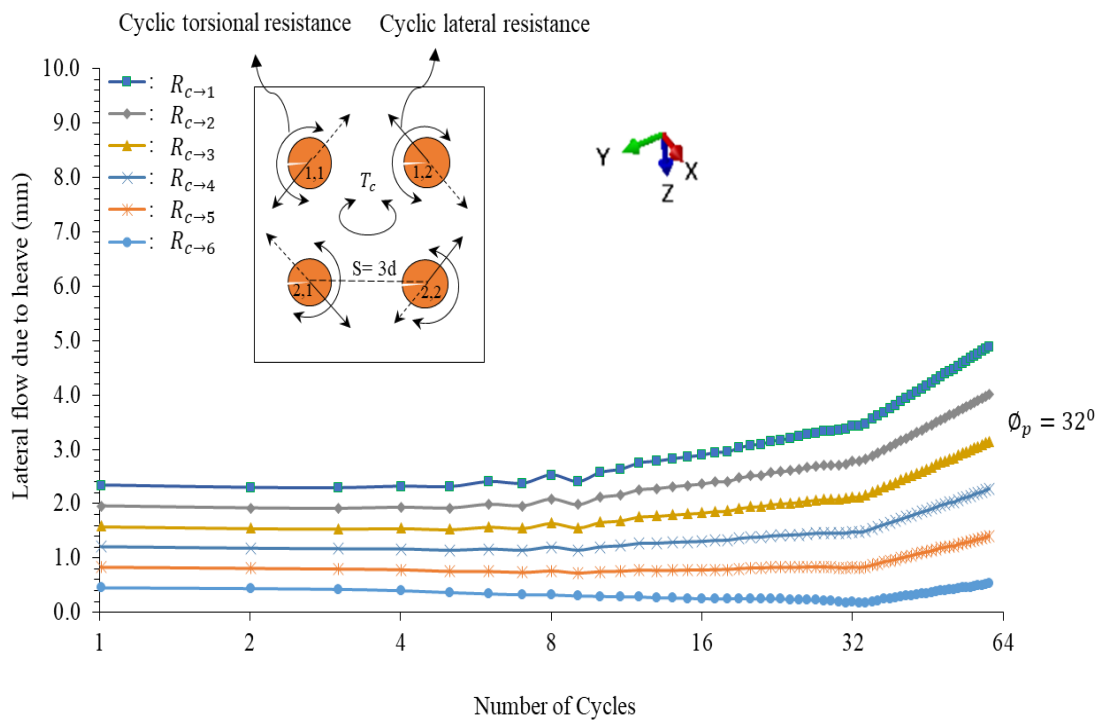 Cyclic torsional resistance
Cyclic lateral resistance
Lateral flow due to heave (mm)
10.0
9.0
8.0
7.0
6.0
5.0
4.0
3.0
2.0
1.0
0.0
: R_{c→1}
: R_{c→2}
: R_{c→3}
: R_{c→4}
: R_{c→5}
: R_{c→6}
1,1
1,2
T_c
S= 3d
2,1
2,2
Y
X
Z
∅_p = 32⁰
1
2
4
8
16
32
64
Number of Cycles